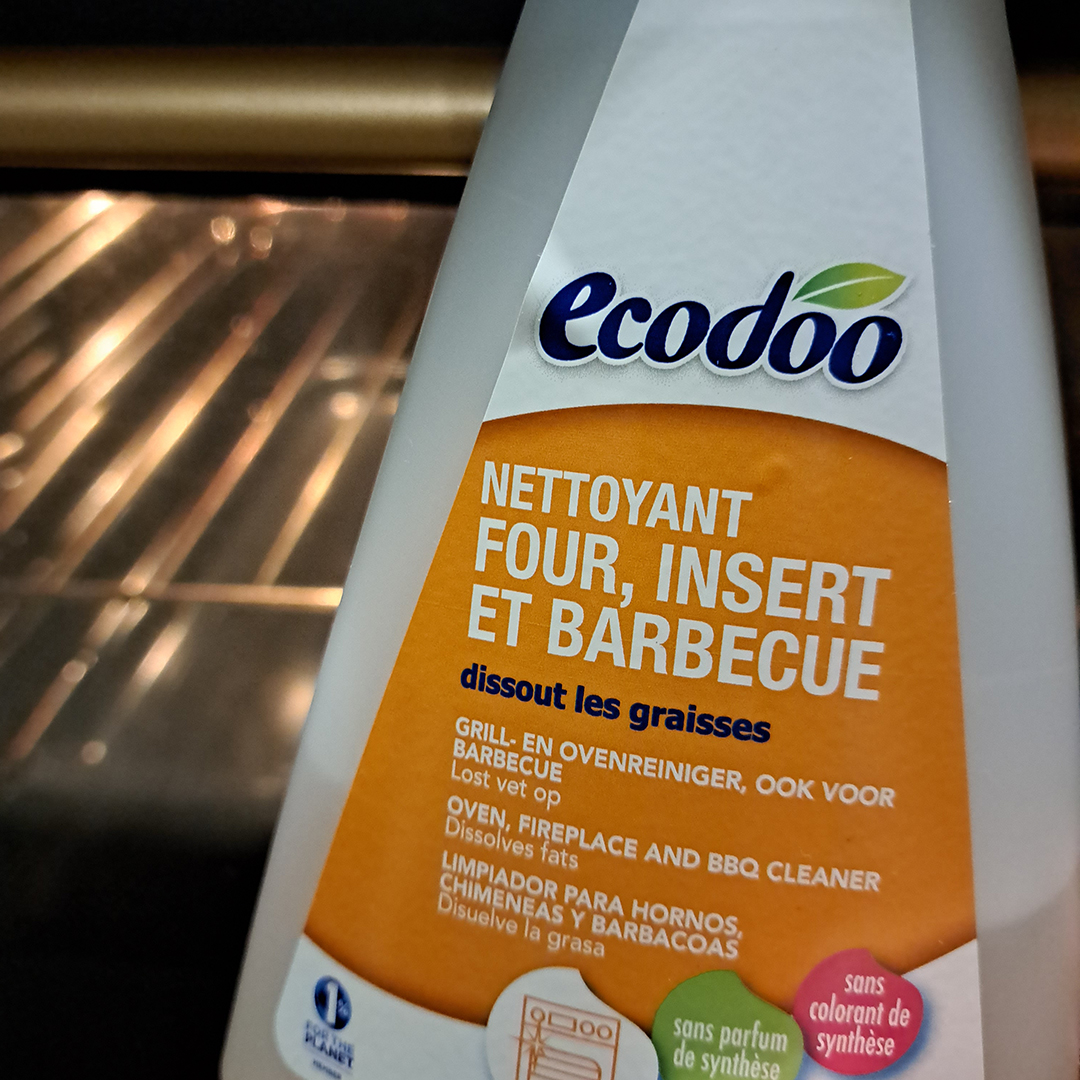 ecodoo
NETTOYANT
FOUR, INSERT
ET BARBECUE
dissout les graisses
GRILL- EN OVENREINIGER, OOK VOOR
BARBECUE
Lost vet op
OVEN, FIREPLACE AND BBQ CLEANER
Dissolves fats
LIMPIADOR PARA HORNOS,
CHIMENEAS Y BARBACOAS
Disuelve la grasa
1%
FOR THE
PLANET
sans parfum
de synthèse
sans
colorant de
synthèse